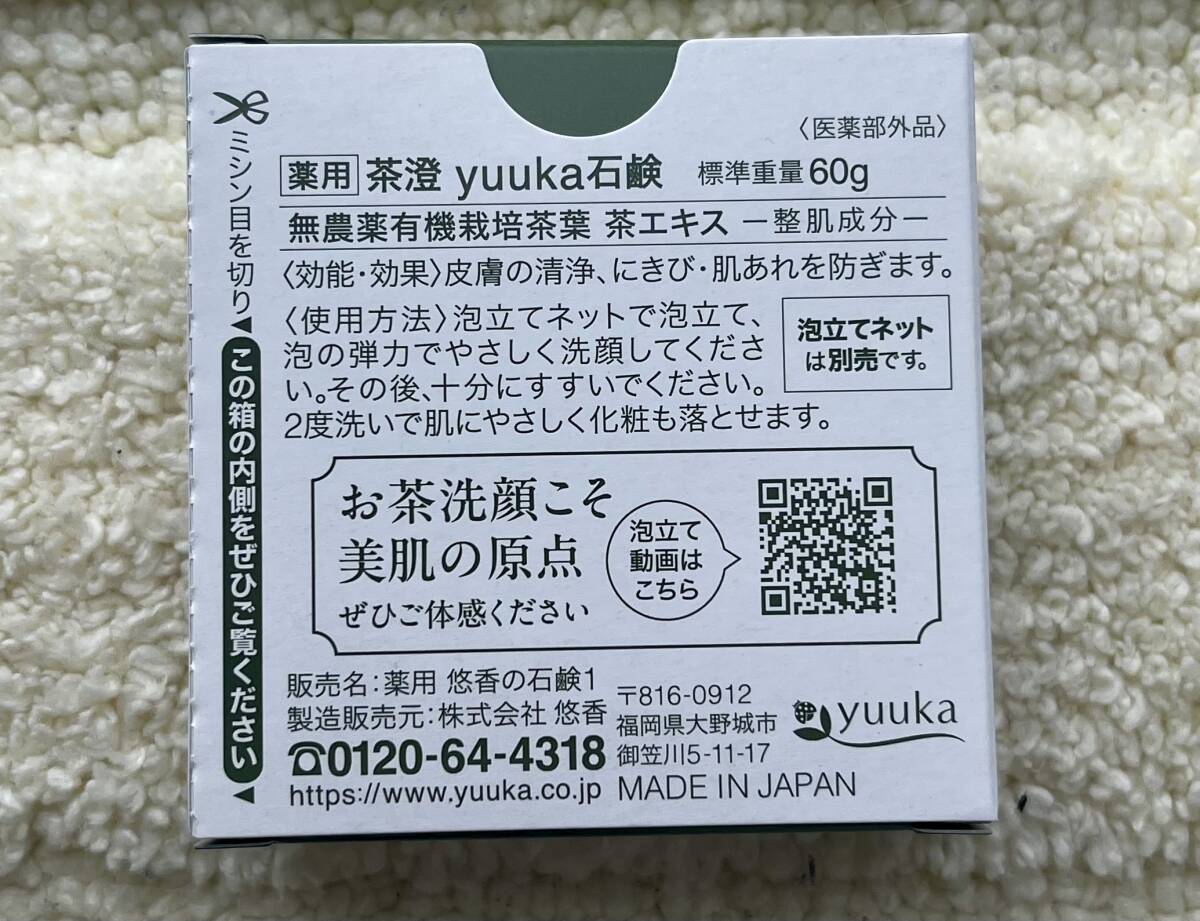 〈医薬部外品〉
薬用 茶澄 yuuka石鹸 標準重量60g
無農薬有機栽培茶葉 茶エキス ー整肌成分ー
〈効能・効果〉皮膚の清浄、にきび・肌あれを防ぎます。
〈使用方法〉泡立てネットで泡立て、
泡の弾力でやさしく洗顔してくださ
い。その後、十分にすすいでください。
2度洗いで肌にやさしく化粧も落とせます。
泡立てネット
は別売です。
お茶洗顔こそ
美肌の原点
ぜひご体感ください
泡立て
動画は
こちら
販売名:薬用 悠香の石鹸1
製造販売元:株式会社 悠香
☎0120-64-4318
https://www.yuuka.co.jp
〒816-0912
福岡県大野城市
御笠川5-11-17
MADE IN JAPAN
yuuka
ミシン目を切り
この箱の内側をぜひご覧ください